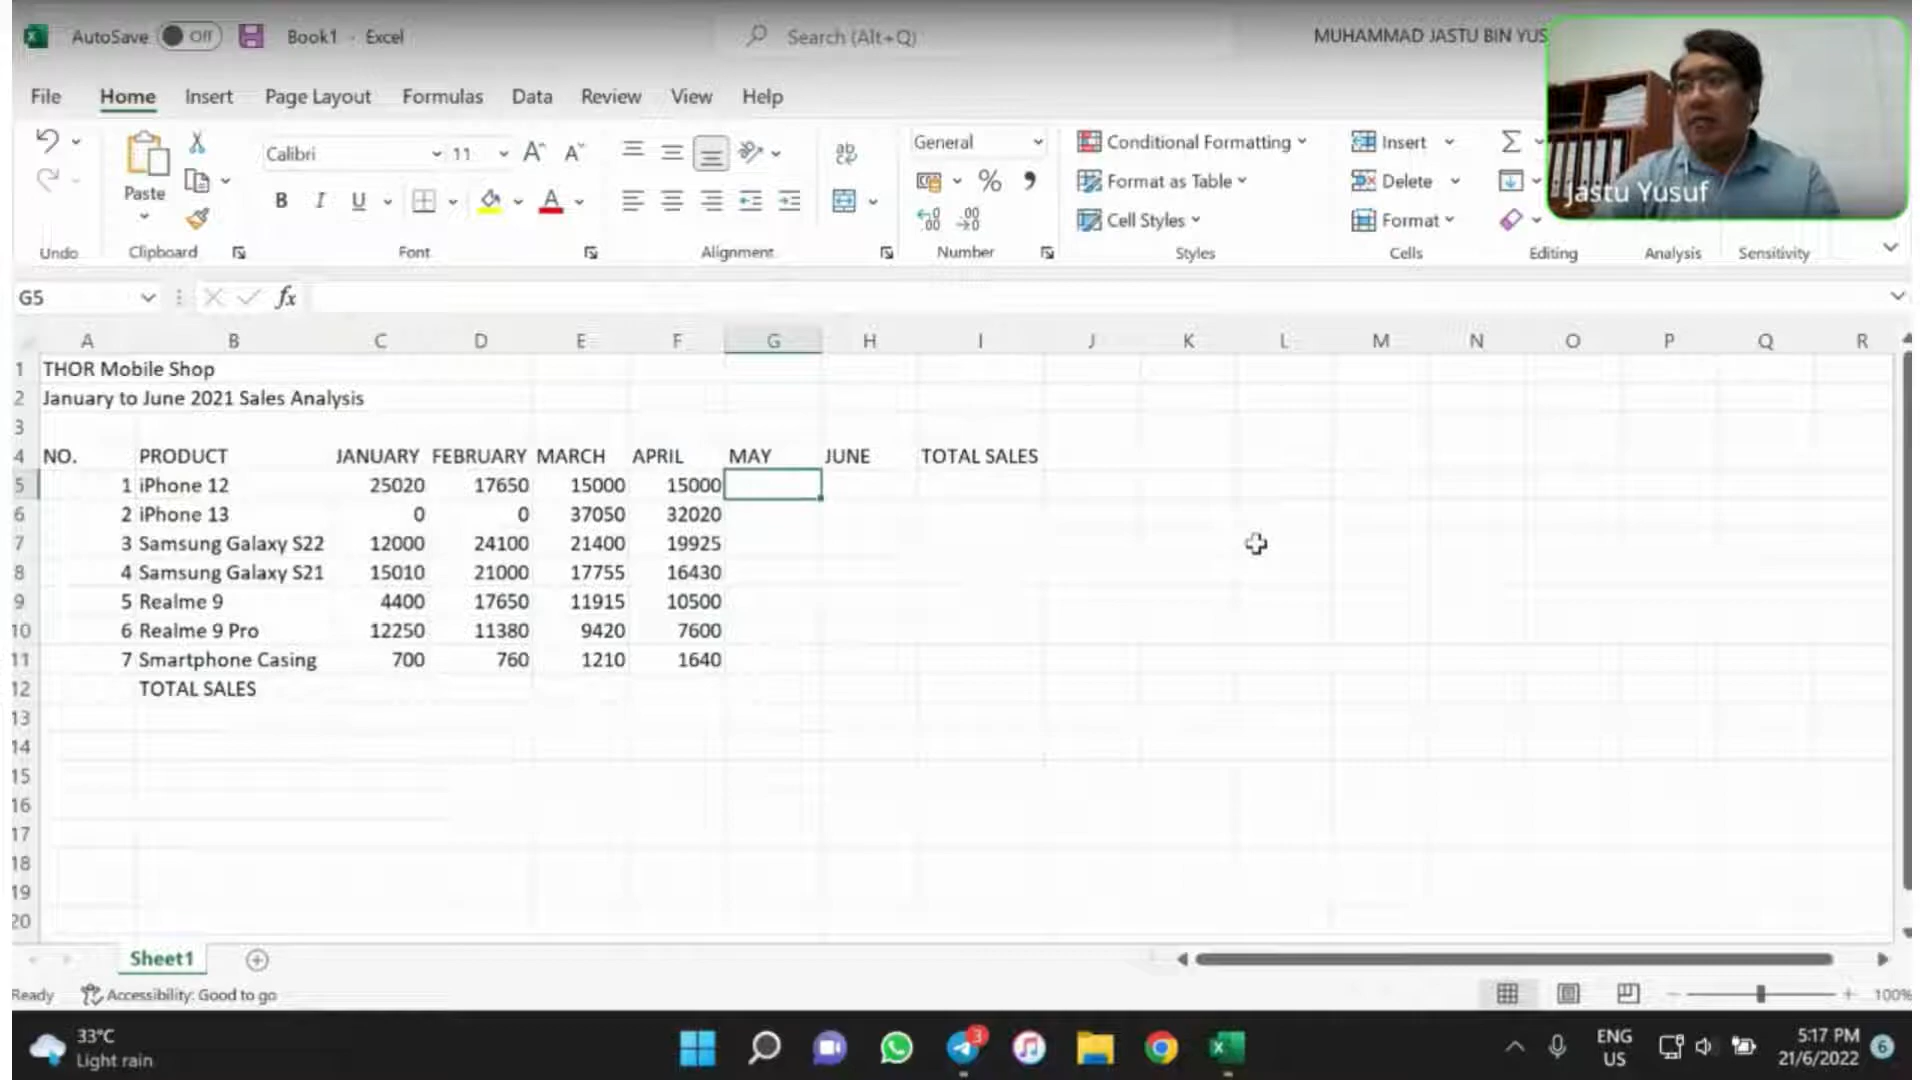 AutoSave Off Book1 - Excel Search (Alt+Q) MUHAMMAD JASTU BIN YUS
File Home Insert Page Layout Formulas Data Review View Help
Calibri 11 General Conditional Formatting Insert
Paste Format as Table Delete
B I U Cell Styles Format
Jastu Yusuf
Undo Clipboard Font Alignment Number Styles Cells Editing Analysis Sensitivity
G5 fx
A B C D E F G H I J K L M N O P Q R
1 THOR Mobile Shop
2 January to June 2021 Sales Analysis
3
4 NO. PRODUCT JANUARY FEBRUARY MARCH APRIL MAY JUNE TOTAL SALES
5 1 iPhone 12 25020 17650 15000 15000
6 2 iPhone 13 0 0 37050 32020
7 3 Samsung Galaxy S22 12000 24100 21400 19925
8 4 Samsung Galaxy S21 15010 21000 17755 16430
9 5 Realme 9 4400 17650 11915 10500
10 6 Realme 9 Pro 12250 11380 9420 7600
11 7 Smartphone Casing 700 760 1210 1640
12 TOTAL SALES
13
14
15
16
17
18
19
20
Sheet1
Ready Accessibility: Good to go 100%
33°C
Light rain
3
ENG
US
5:17 PM
21/6/2022
6